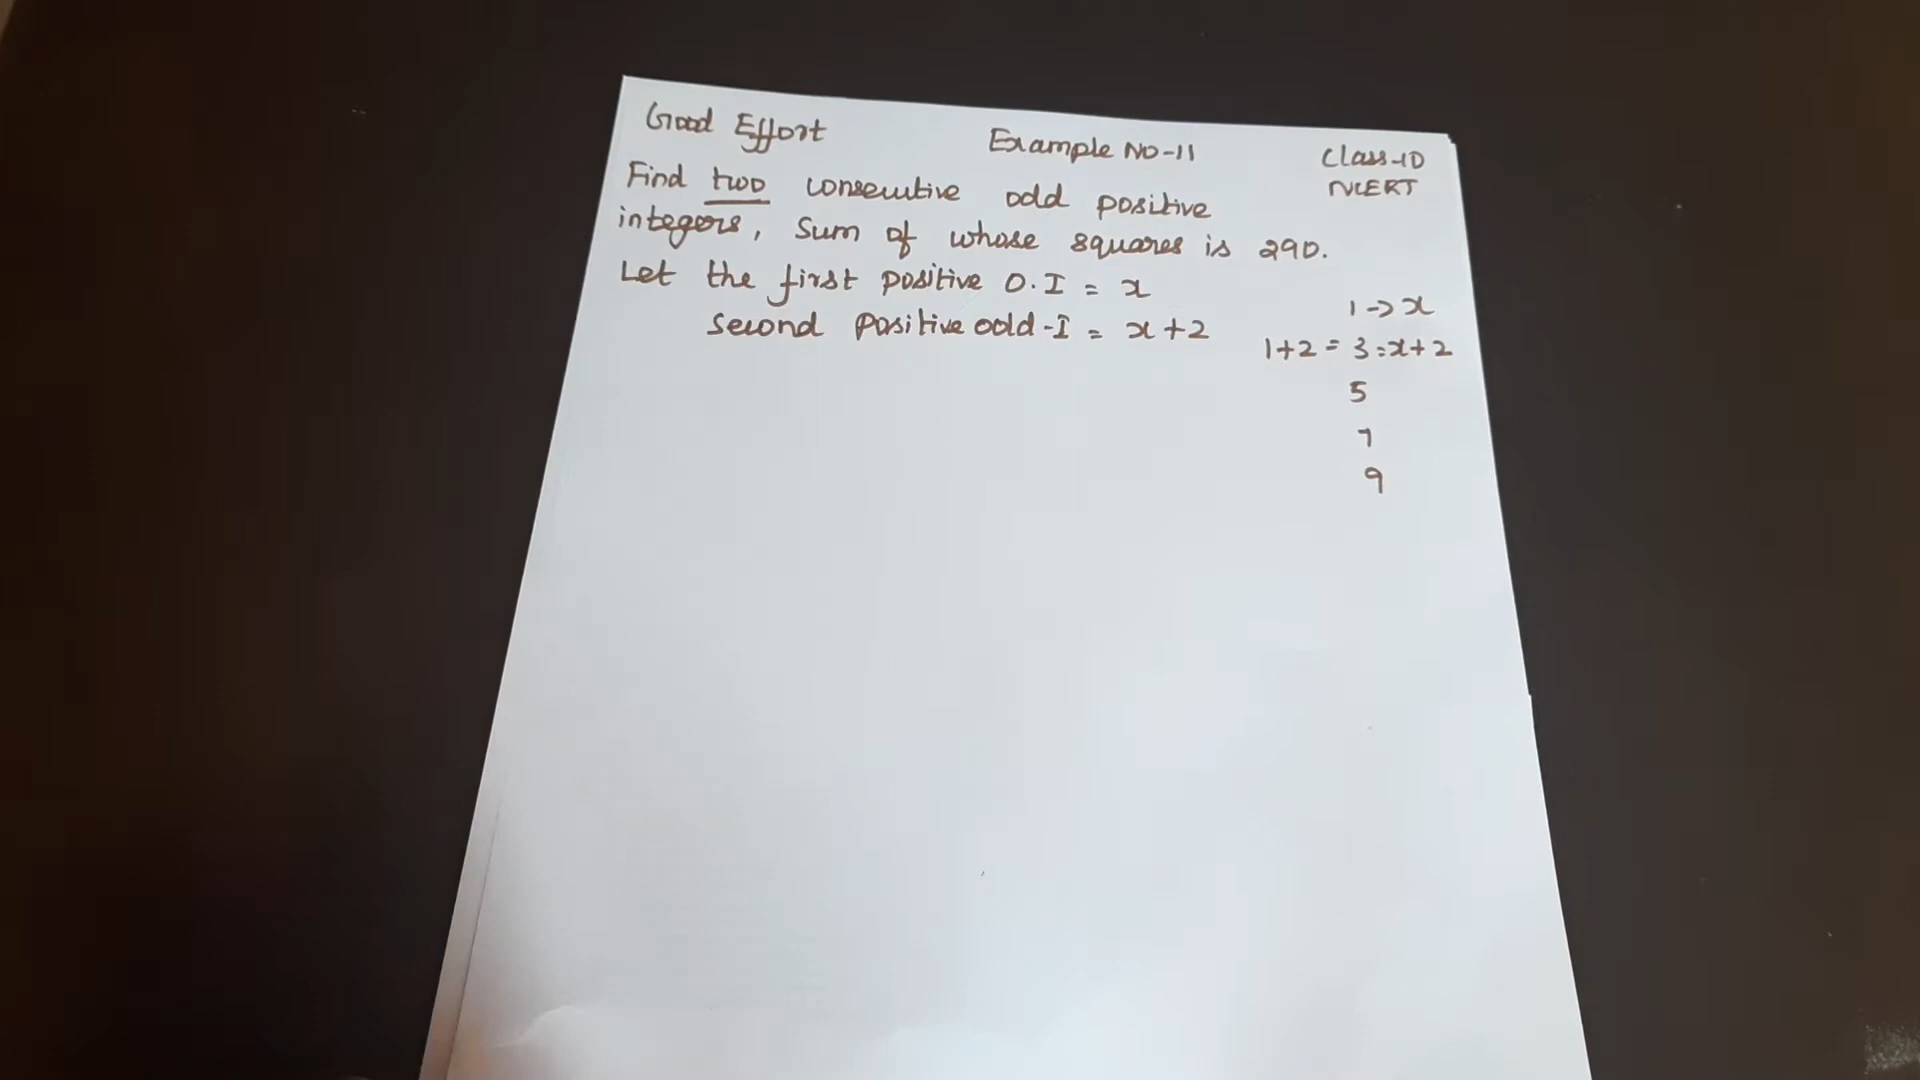 Good Effort
Example NO-11
Class-10
NCERT
Find two consecutive odd positive
integers, Sum of whose squares is 290.
Let the first positive O.I = x
Second Positive odd-I = x+2
1->x
1+2 = 3=x+2
5
7
9